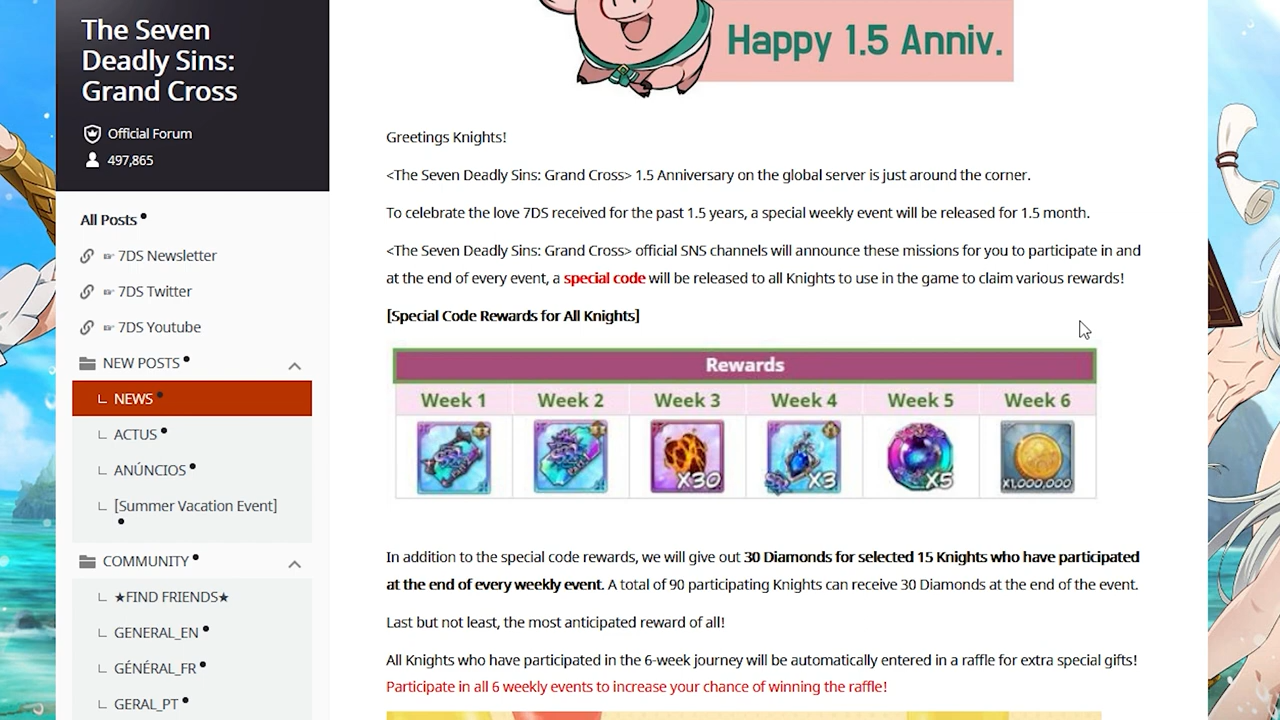 The Seven
Deadly Sins:
Grand Cross
Official Forum
497,865
All Posts
7DS Newsletter
7DS Twitter
7DS Youtube
NEW POSTS
NEWS
ACTUS
ANÚNCIOS
[Summer Vacation Event]
COMMUNITY
★FIND FRIENDS★
GENERAL_EN
GÉNÉRAL_FR
GERAL_PT
Happy 1.5 Anniv.
Greetings Knights!
<The Seven Deadly Sins: Grand Cross> 1.5 Anniversary on the global server is just around the corner.
To celebrate the love 7DS received for the past 1.5 years, a special weekly event will be released for 1.5 month.
<The Seven Deadly Sins: Grand Cross> official SNS channels will announce these missions for you to participate in and
at the end of every event, a special code will be released to all Knights to use in the game to claim various rewards!
[Special Code Rewards for All Knights]
Rewards
Week 1 Week 2 Week 3 Week 4 Week 5 Week 6
X30 X3 X5 X1,000,000
In addition to the special code rewards, we will give out 30 Diamonds for selected 15 Knights who have participated
at the end of every weekly event. A total of 90 participating Knights can receive 30 Diamonds at the end of the event.
Last but not least, the most anticipated reward of all!
All Knights who have participated in the 6-week journey will be automatically entered in a raffle for extra special gifts!
Participate in all 6 weekly events to increase your chance of winning the raffle!